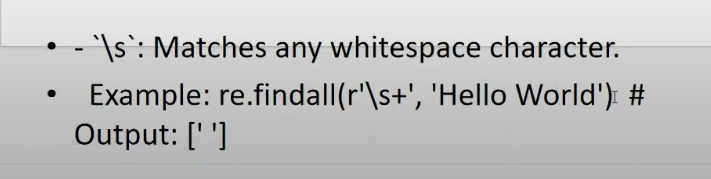 • - `\s`: Matches any whitespace character.
• Example: re.findall(r'\s+', 'Hello World') #
Output: [' ']